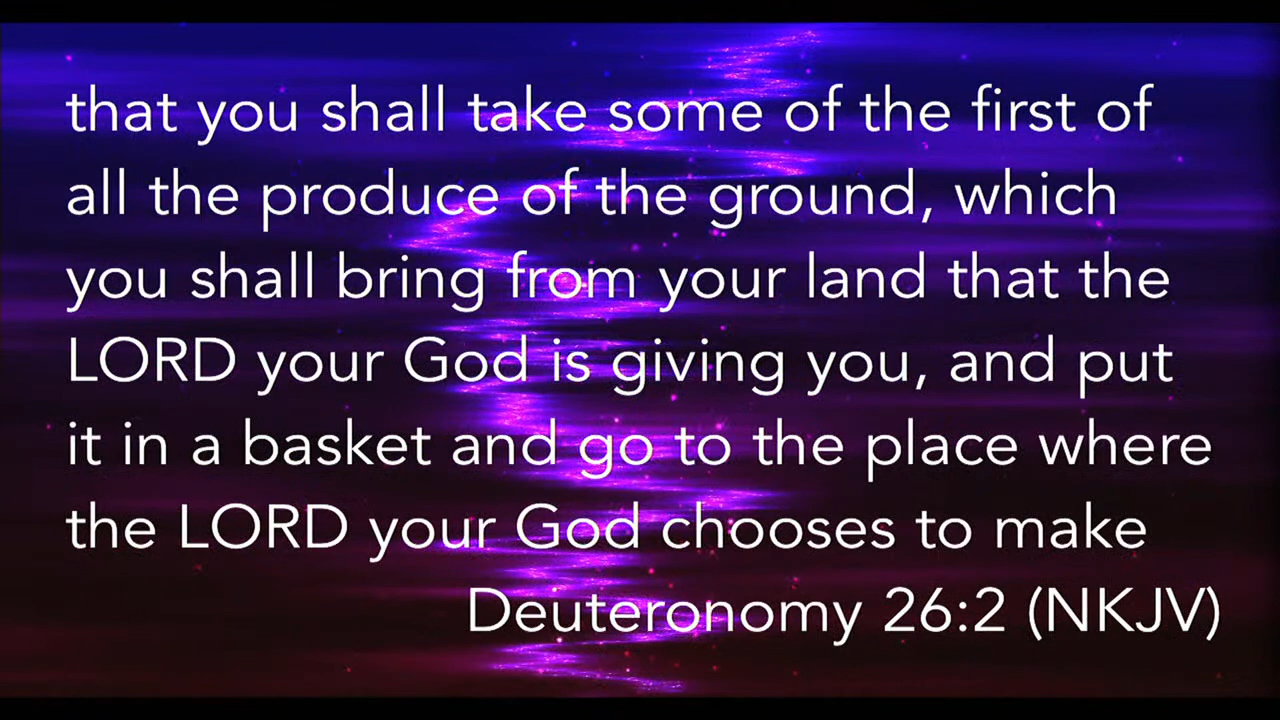 that you shall take some of the first of
all the produce of the ground, which
you shall bring from your land that the
LORD your God is giving you, and put
it in a basket and go to the place where
the LORD your God chooses to make
Deuteronomy 26:2 (NKJV)